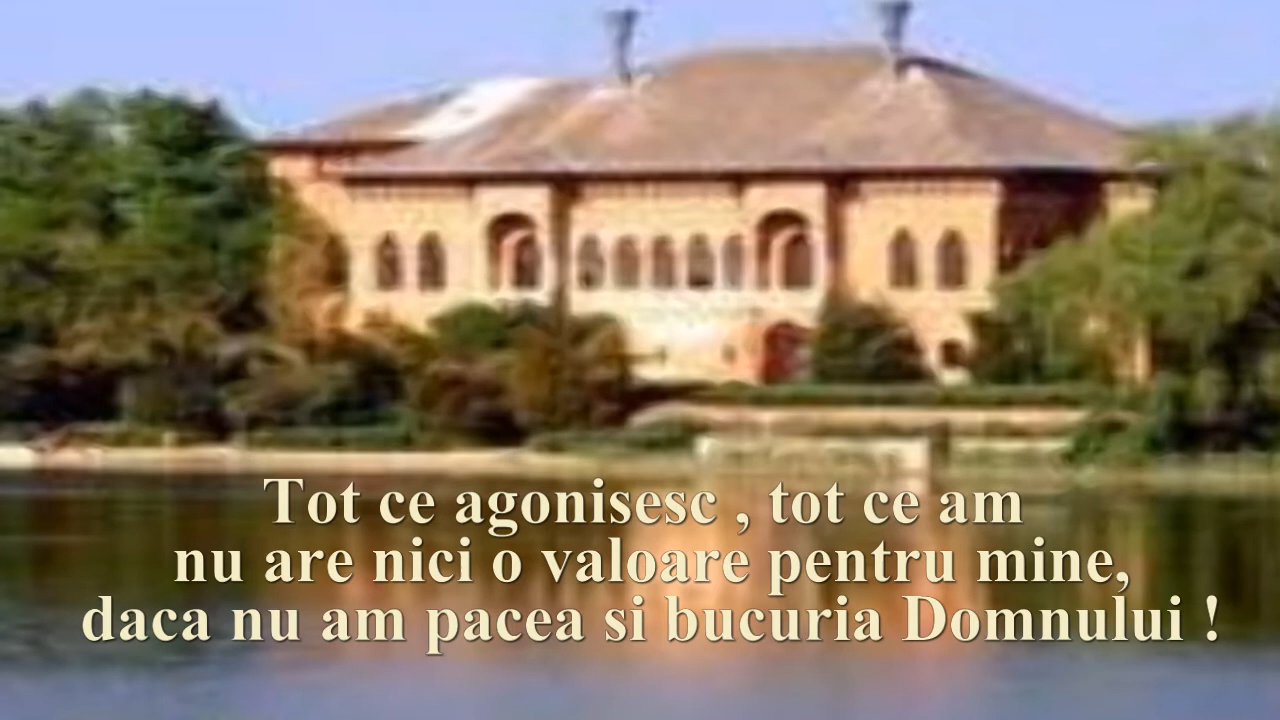 Tot ce agonisesc , tot ce am
nu are nici o valoare pentru mine,
daca nu am pacea si bucuria Domnului !